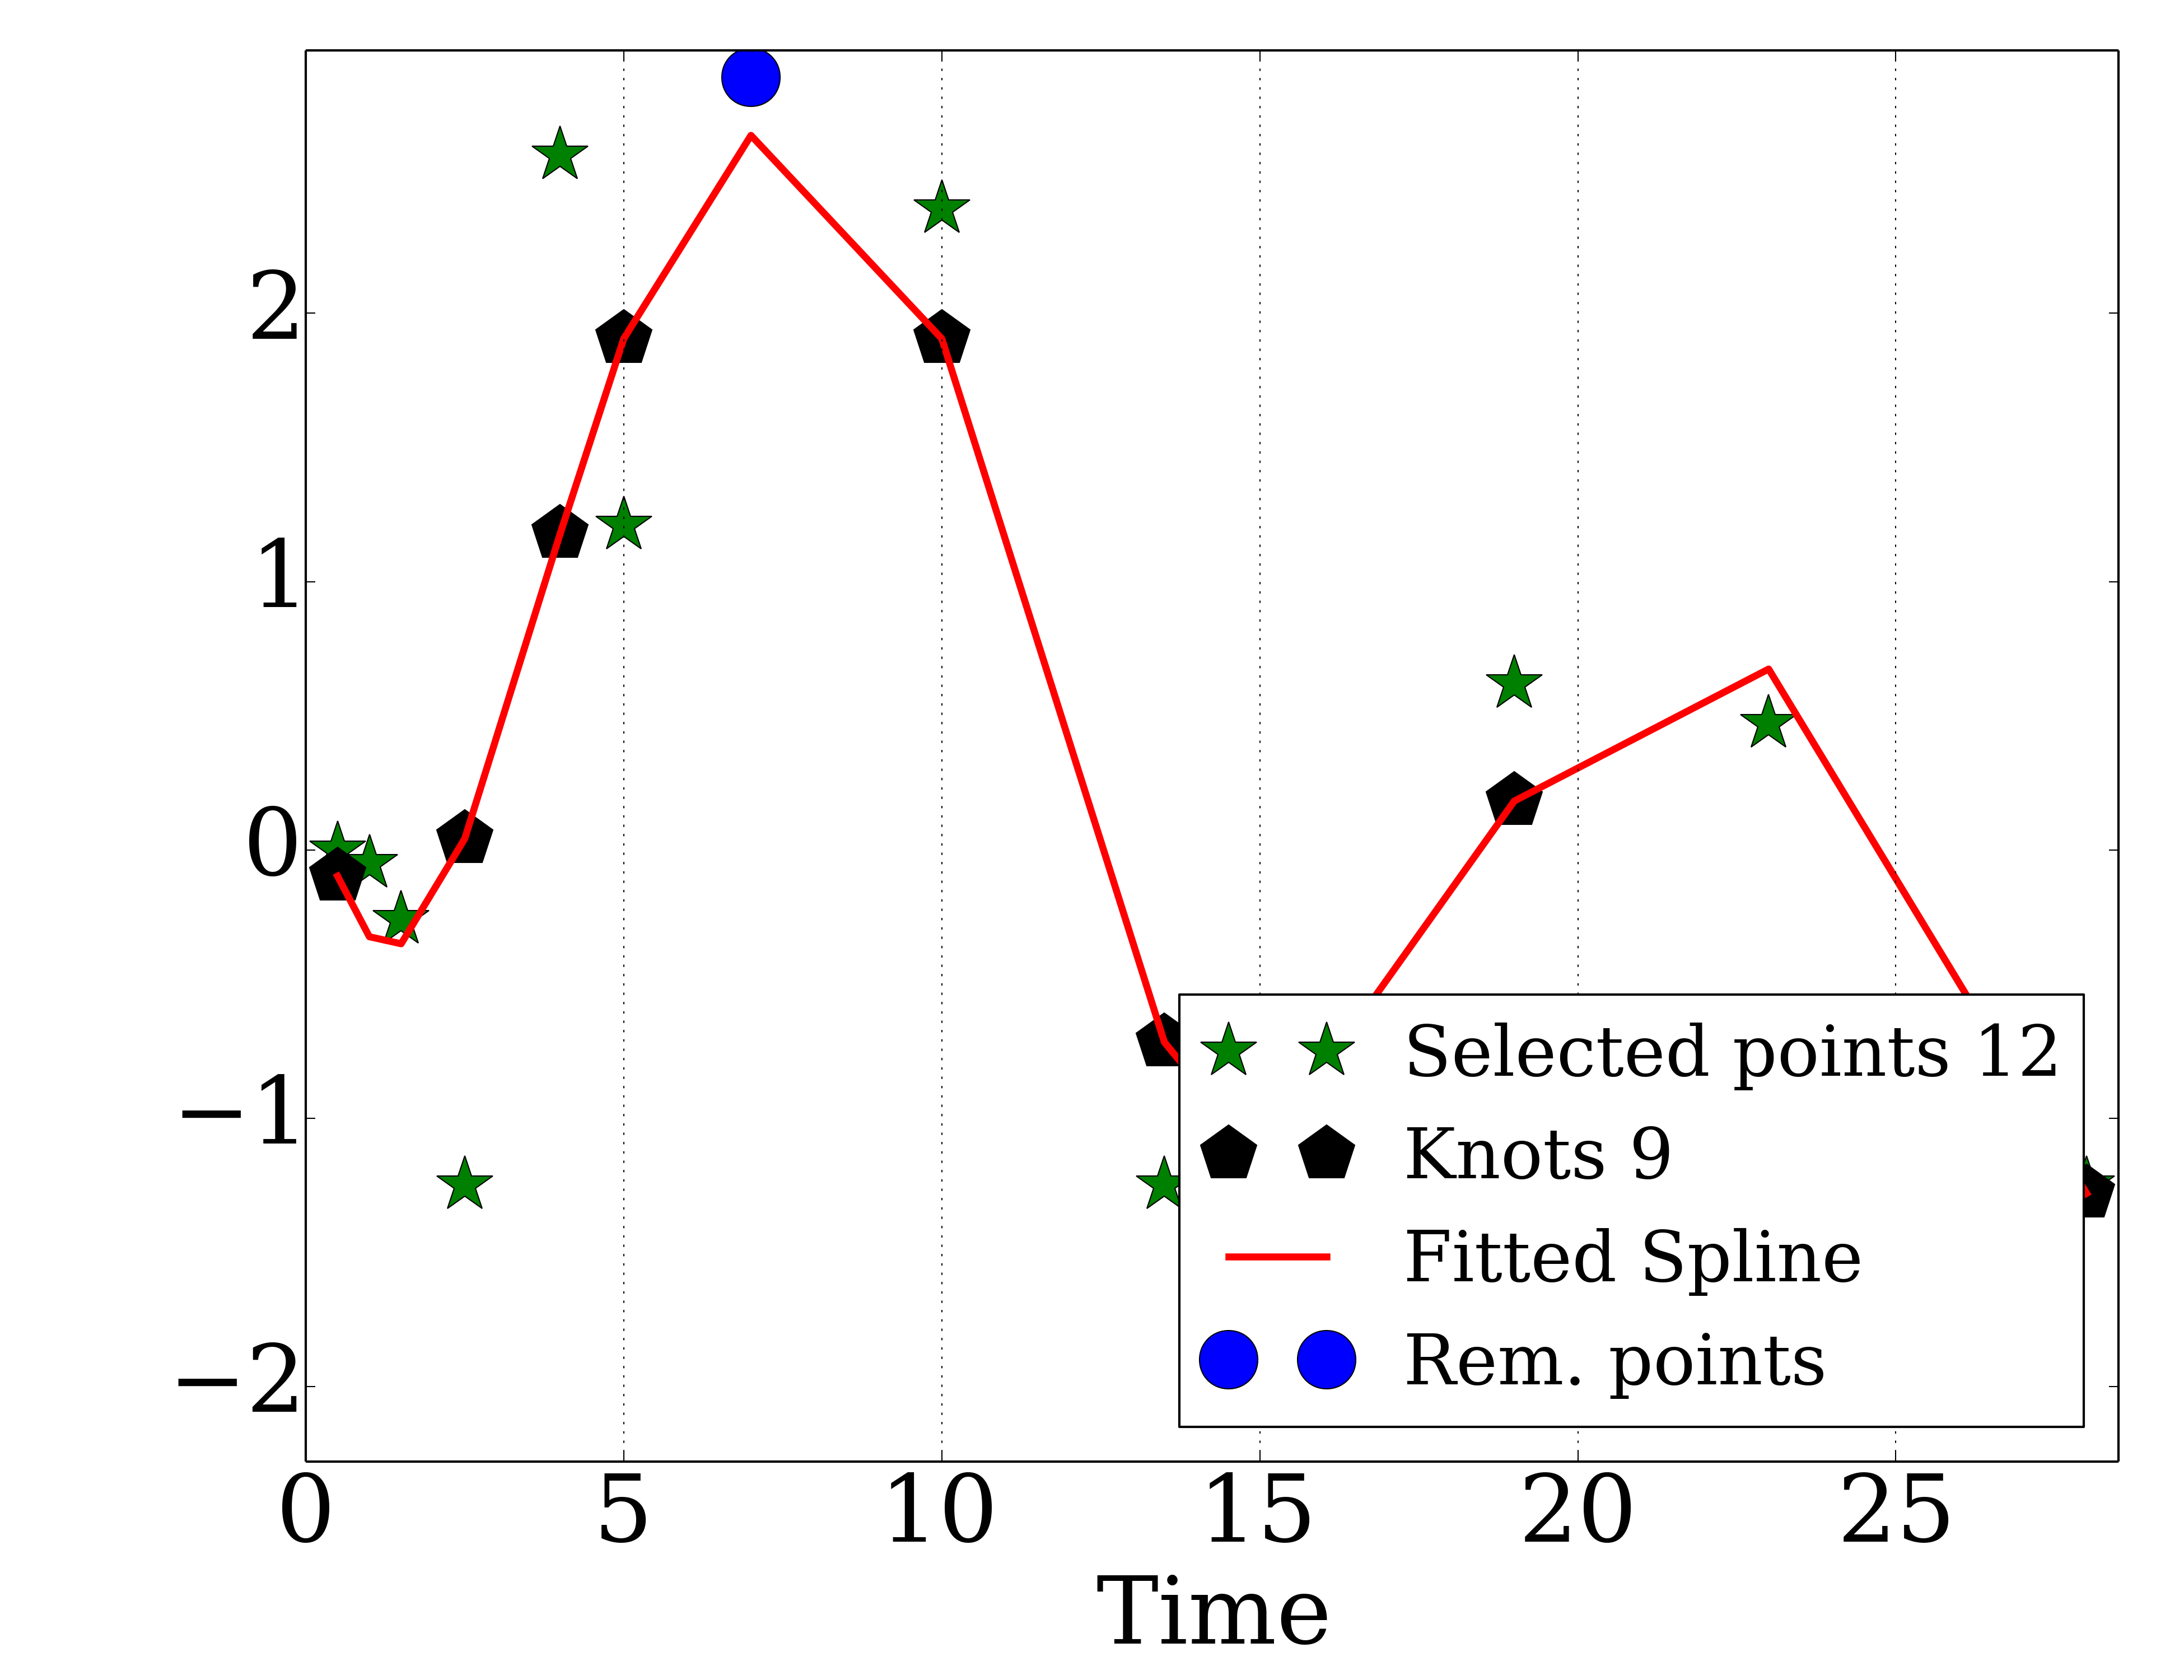 2
1
0
−1
−2
Selected points 12
Knots 9
Fitted Spline
Rem. points
0 5 10 15 20 25
Time